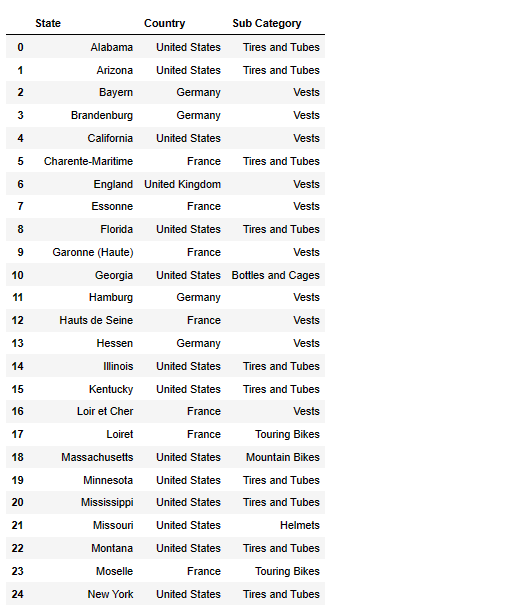 State Country Sub Category
0 Alabama United States Tires and Tubes
1 Arizona United States Tires and Tubes
2 Bayern Germany Vests
3 Brandenburg Germany Vests
4 California United States Vests
5 Charente-Maritime France Tires and Tubes
6 England United Kingdom Vests
7 Essonne France Vests
8 Florida United States Tires and Tubes
9 Garonne (Haute) France Vests
10 Georgia United States Bottles and Cages
11 Hamburg Germany Vests
12 Hauts de Seine France Vests
13 Hessen Germany Vests
14 Illinois United States Tires and Tubes
15 Kentucky United States Tires and Tubes
16 Loir et Cher France Vests
17 Loiret France Touring Bikes
18 Massachusetts United States Mountain Bikes
19 Minnesota United States Tires and Tubes
20 Mississippi United States Tires and Tubes
21 Missouri United States Helmets
22 Montana United States Tires and Tubes
23 Moselle France Touring Bikes
24 New York United States Tires and Tubes